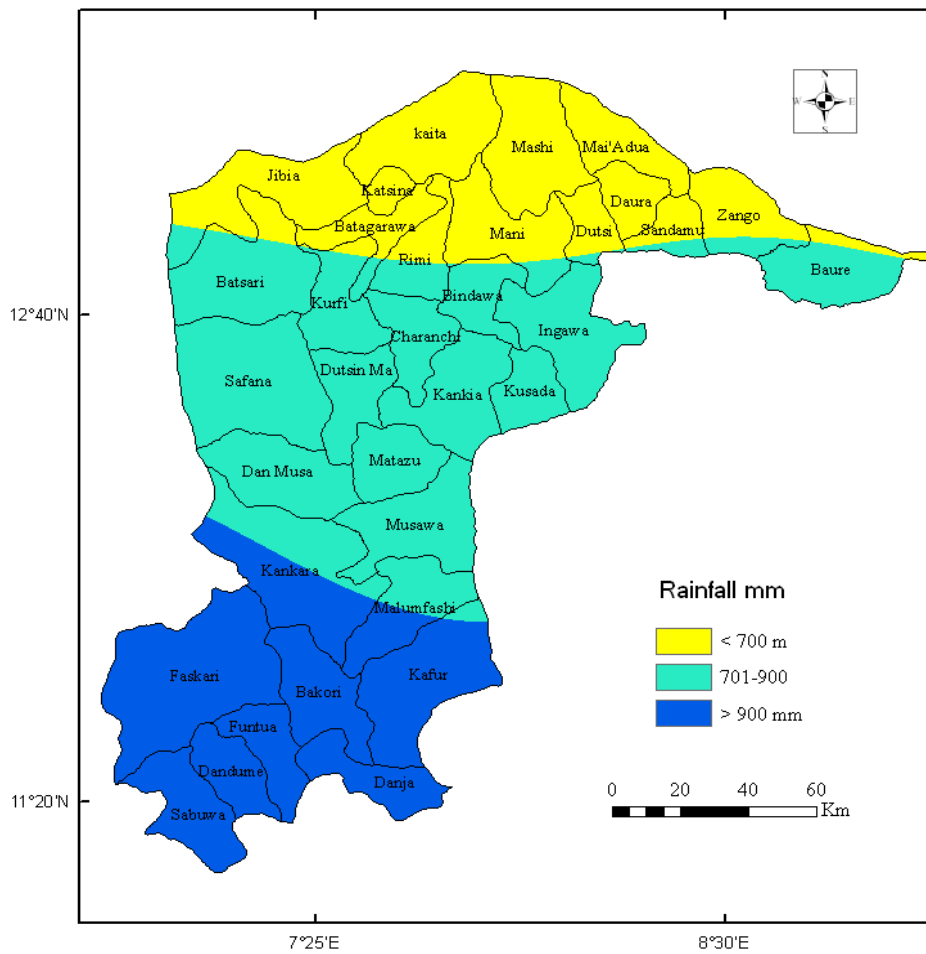 N
W E
S
kaita
Mashi
Mai'Adua
Jibia
Katsina
Daura
Zango
Batagarawa
Mani
Dutsi
Sandamu
Rimi
Baure
Batsari
Kurfi
Bindawa
12°40'N
Charanchi
Ingawa
Safana
Dutsin Ma
Kankia
Kusada
Dan Musa
Matazu
Musawa
Kankara
Malumfashi
Rainfall mm
< 700 m
701-900
> 900 mm
Faskari
Kafur
Bakori
Funtua
Dandume
Danja
Sabuwa
11°20'N
0 20 40 60
Km
7°25'E 8°30'E